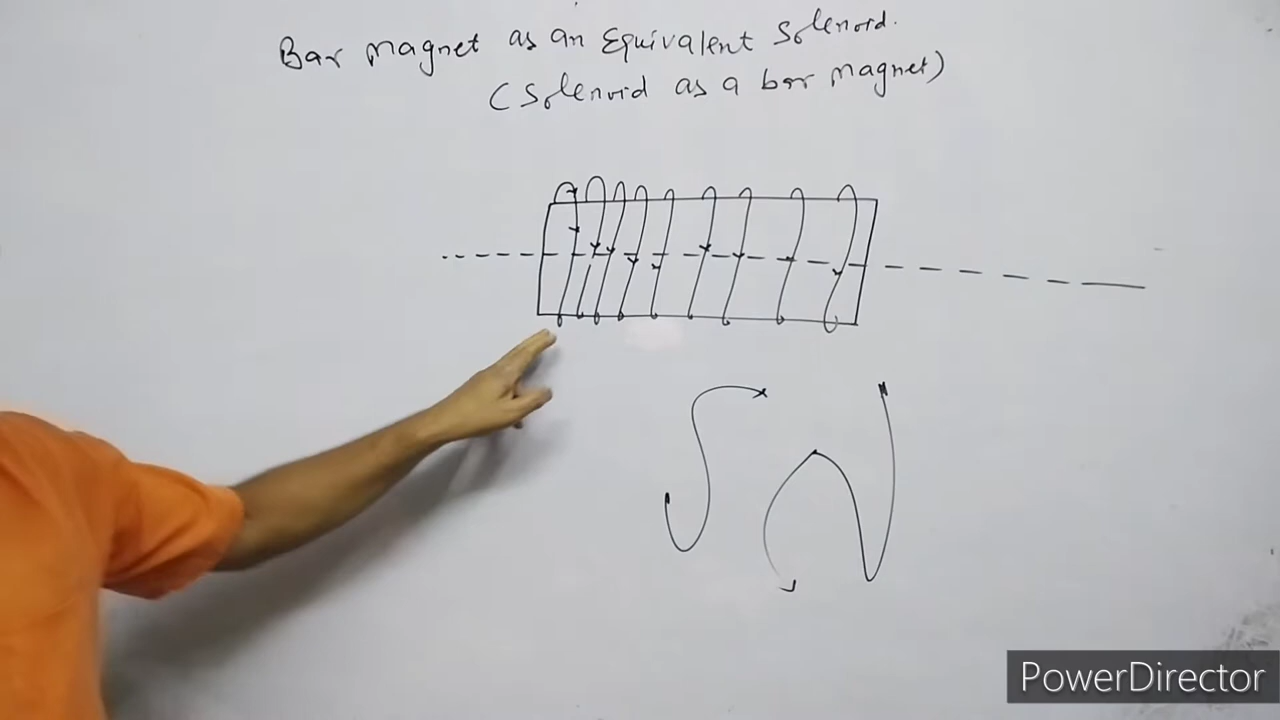 Bar magnet as an Equivalent Solenoid.
(Solenoid as a bar magnet)
S N
PowerDirector